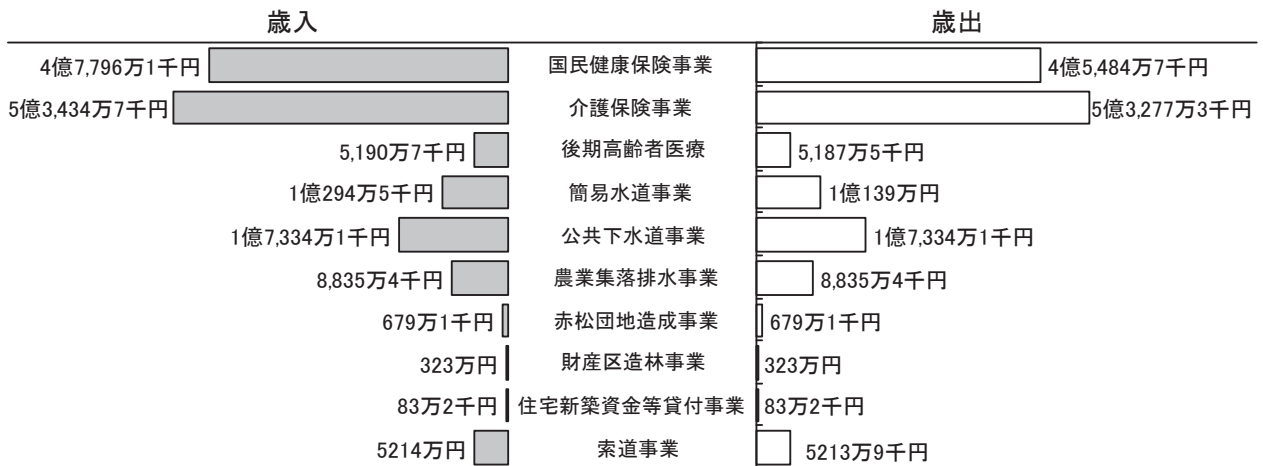 歳入 歳出
4億7,796万1千円 国民健康保険事業 4億5,484万7千円
5億3,434万7千円 介護保険事業 5億3,277万3千円
5,190万7千円 後期高齢者医療 5,187万5千円
1億294万5千円 簡易水道事業 1億139万円
1億7,334万1千円 公共下水道事業 1億7,334万1千円
8,835万4千円 農業集落排水事業 8,835万4千円
679万1千円 赤松団地造成事業 679万1千円
323万円 財産区造林事業 323万円
83万2千円 住宅新築資金等貸付事業 83万2千円
5214万円 索道事業 5213万9千円